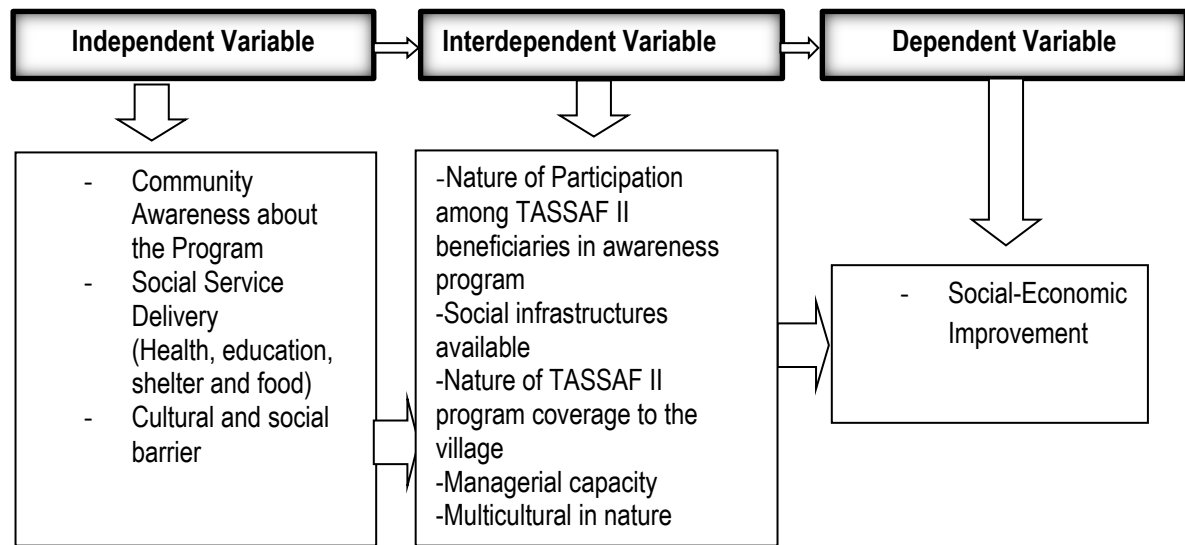 Independent Variable
Interdependent Variable
Dependent Variable
- Community
Awareness about
the Program
- Social Service
Delivery
(Health, education,
shelter and food)
- Cultural and social
barrier
-Nature of Participation
among TASSAF II
beneficiaries in awareness
program
-Social infrastructures
available
-Nature of TASSAF II
program coverage to the
village
-Managerial capacity
-Multicultural in nature
- Social-Economic
Improvement